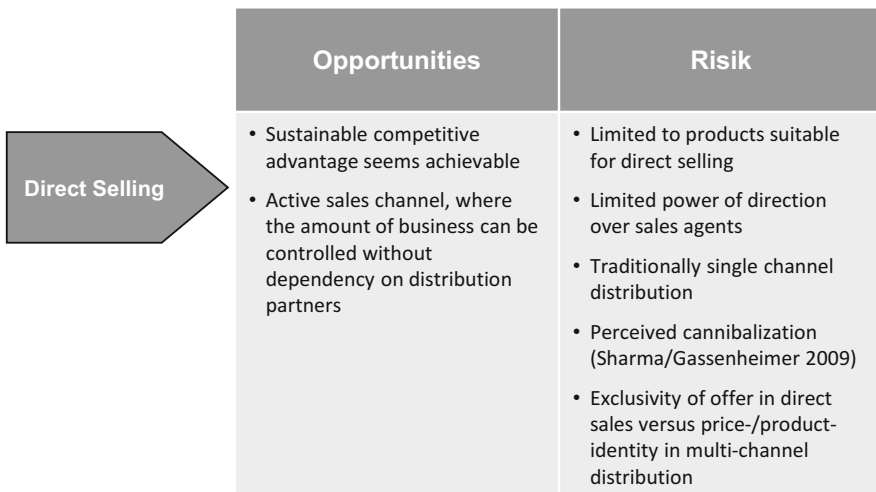 Opportunities
Risik
Direct Selling
• Sustainable competitive
advantage seems achievable
• Active sales channel, where
the amount of business can be
controlled without
dependency on distribution
partners
• Limited to products suitable
for direct selling
• Limited power of direction
over sales agents
• Traditionally single channel
distribution
• Perceived cannibalization
(Sharma/Gassenheimer 2009)
• Exclusivity of offer in direct
sales versus price-/product-
identity in multi-channel
distribution